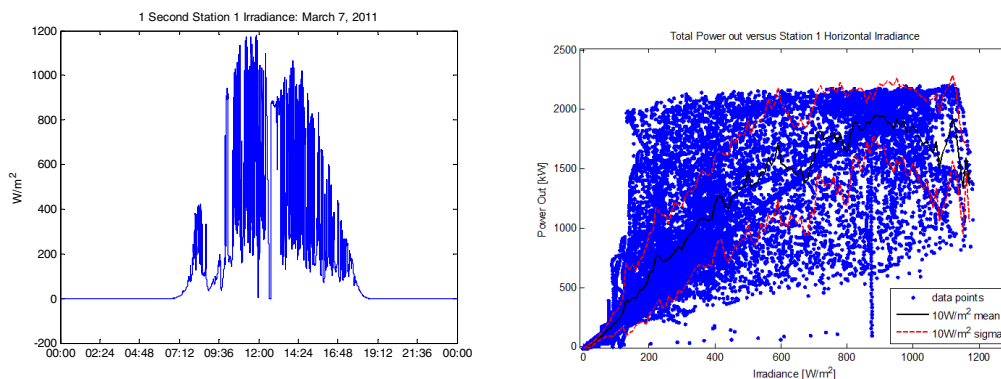 1 Second Station 1 Irradiance: March 7, 2011
W/m²
1200
1000
800
600
400
200
0
-200
00:00 02:24 04:48 07:12 09:36 12:00 14:24 16:48 19:12 21:36 00:00
Total Power out versus Station 1 Horizontal Irradiance
Power Out [kW]
2500
2000
1500
1000
500
0
0 200 400 600 800 1000 1200
Irradiance [W/m²]
data points
10W/m² mean
10W/m² sigma